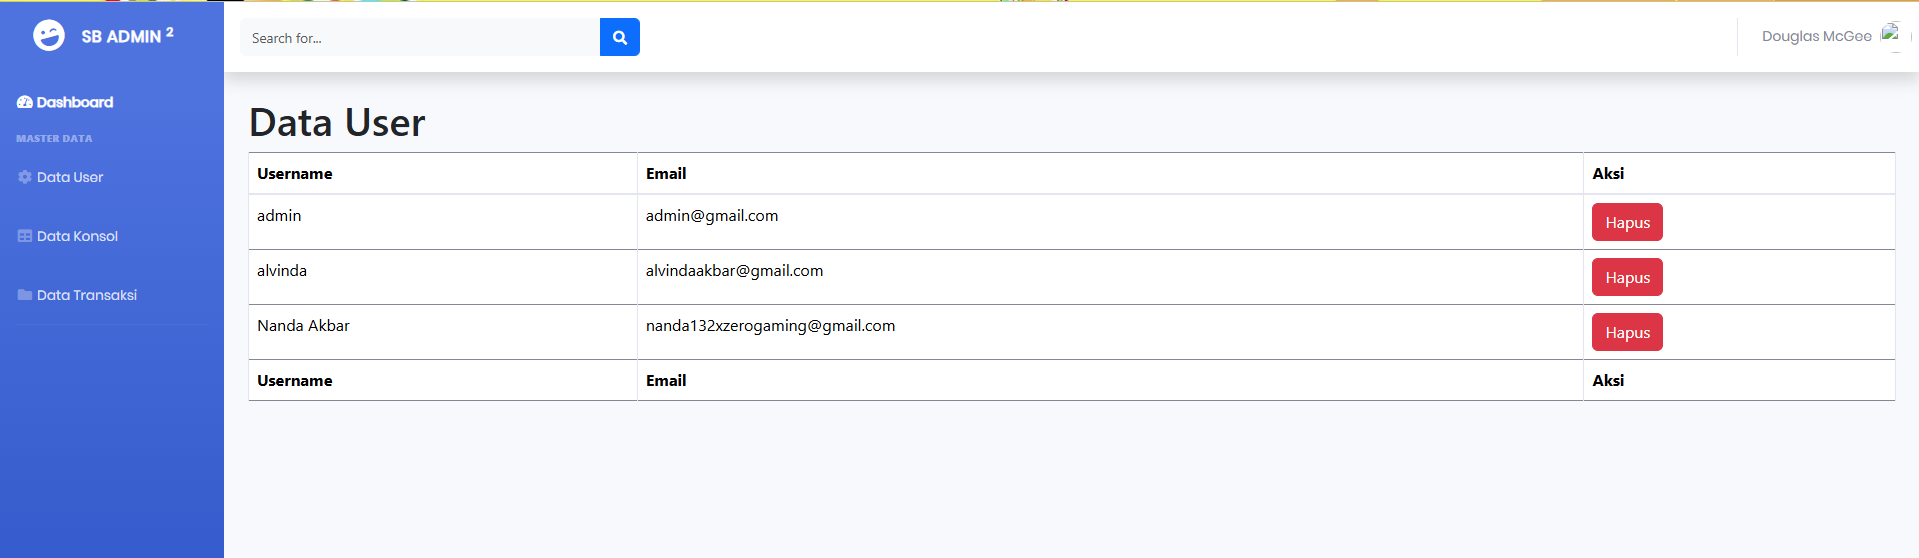 SB ADMIN 2
Search for...
Douglas McGee
Dashboard
MASTER DATA
Data User
Data Konsol
Data Transaksi
Data User
Username Email Aksi
admin admin@gmail.com Hapus
alvinda alvindaakbar@gmail.com Hapus
Nanda Akbar nanda132xzerogaming@gmail.com Hapus
Username Email Aksi